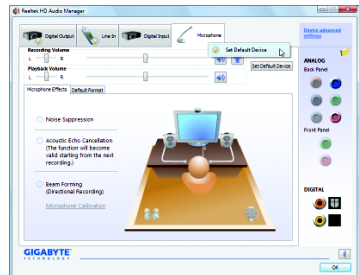 Realtek HD Audio Manager
Digital Output
Line In
Digital Input
Microphone
Device advanced
settings
Set Default Device
Recording Volume
L
R
Set Default Device
Playback Volume
L
R
ANALOG
Back Panel
Microphone Effects
Default Format
Noise Suppression
Acoustic Echo Cancellation
(The function will become
valid starting from the next
recording.)
Front Panel
Beam Forming
(Directional Recording)
Microphone Calibration
DIGITAL
GIGABYTE
TECHNOLOGY
OK